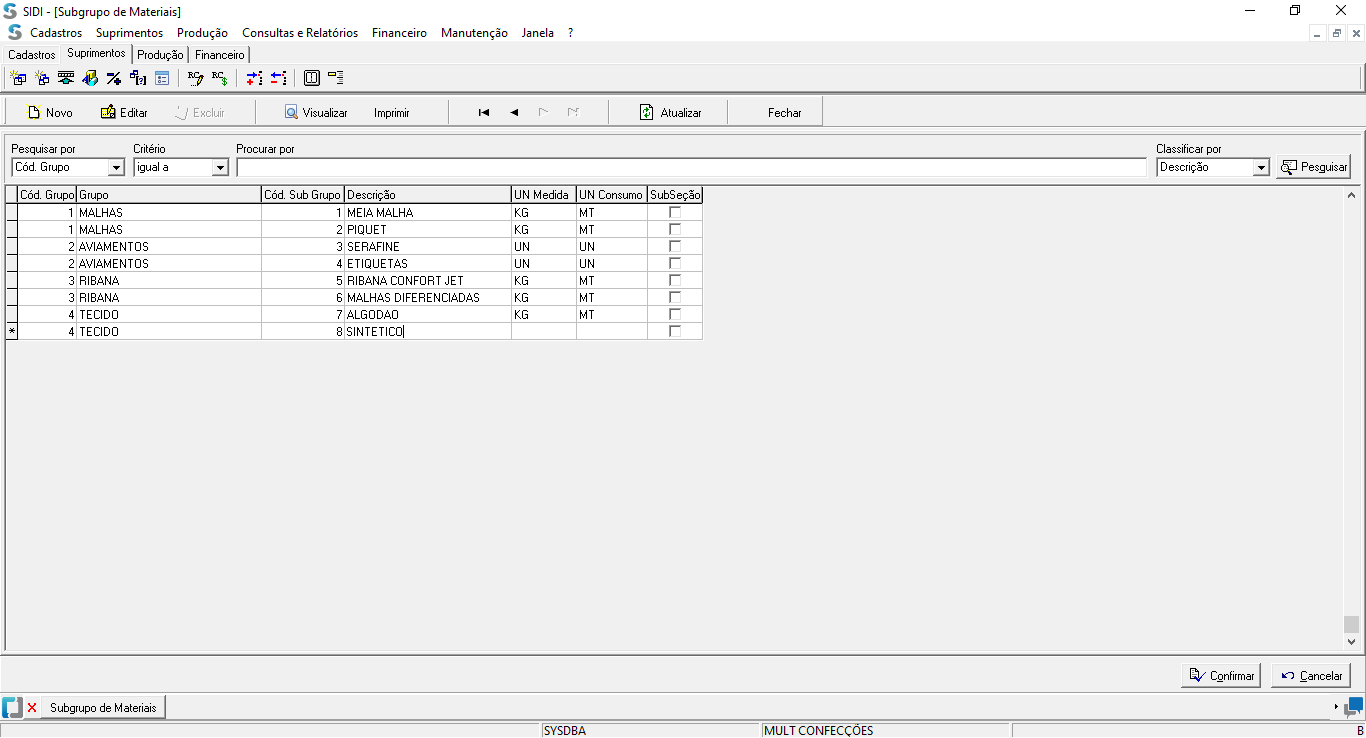 SIDI - [Subgrupo de Materiais]
Cadastros Suprimentos Produção Consultas e Relatórios Financeiro Manutenção Janela ?
Cadastros Suprimentos Produção Financeiro
Novo Editar Excluir Visualizar Imprimir Atualizar Fechar
Pesquisar por Critério Procurar por Classificar por
Cód. Grupo igual a Descrição Pesquisar
Cód. Grupo Grupo Cód. Sub Grupo Descrição UN Medida UN Consumo SubSeção
1 MALHAS 1 MEIA MALHA KG MT
1 MALHAS 2 PIQUET KG MT
2 AVIAMENTOS 3 SERAFINE UN UN
2 AVIAMENTOS 4 ETIQUETAS UN UN
3 RIBANA 5 RIBANA CONFORT JET KG MT
3 RIBANA 6 MALHAS DIFERENCIADAS KG MT
4 TECIDO 7 ALGODAO KG MT
* 4 TECIDO 8 SINTETICO
Confirmar Cancelar
Subgrupo de Materiais
SYSDBA MULT CONFECÇÕES B